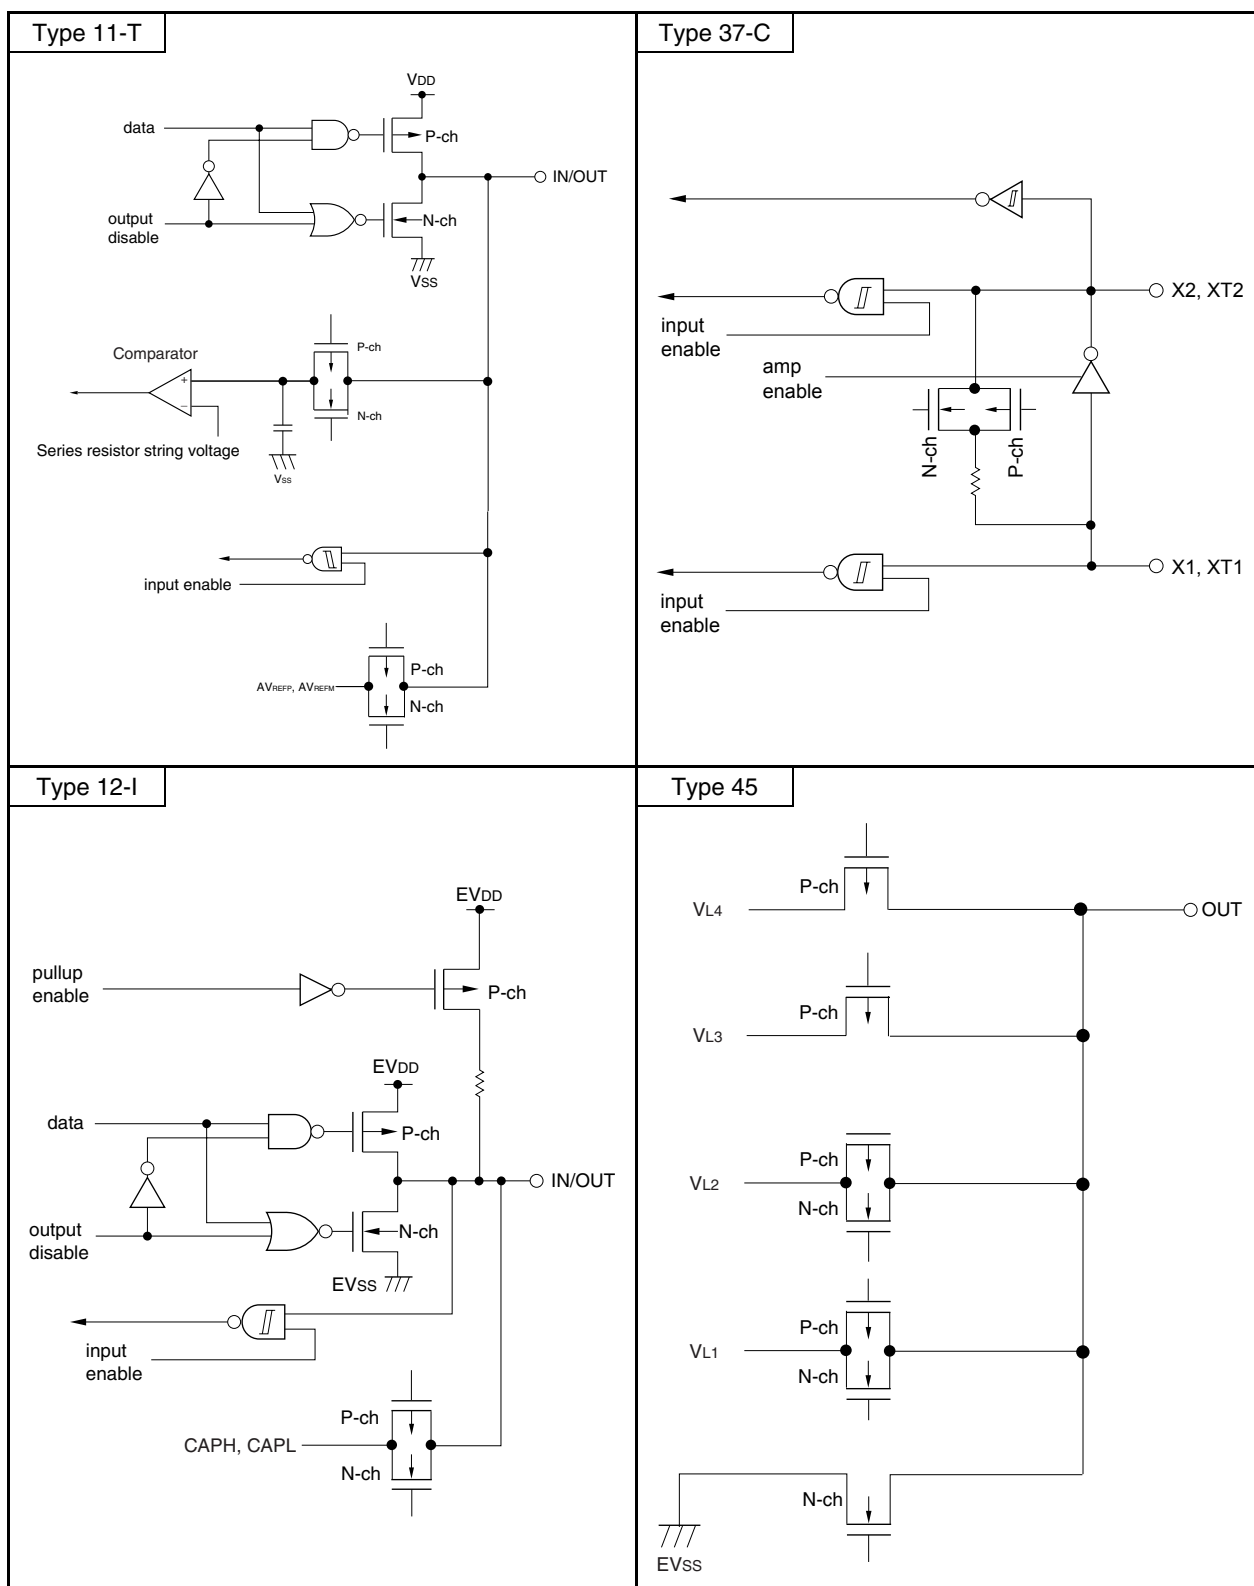 Type 11-T
VDD
data
P-ch
IN/OUT
output
disable
N-ch
VSS
Comparator
P-ch
+
−
N-ch
Series resistor string voltage
VSS
input enable
P-ch
AVREFP, AVREFM
N-ch
Type 37-C
X2, XT2
input
enable
amp
enable
N-ch
P-ch
X1, XT1
input
enable
Type 12-I
EVDD
pullup
enable
P-ch
EVDD
data
P-ch
IN/OUT
output
disable
N-ch
EVSS
input
enable
P-ch
CAPH, CAPL
N-ch
Type 45
P-ch
VL4
OUT
P-ch
VL3
P-ch
VL2
N-ch
P-ch
VL1
N-ch
N-ch
EVSS